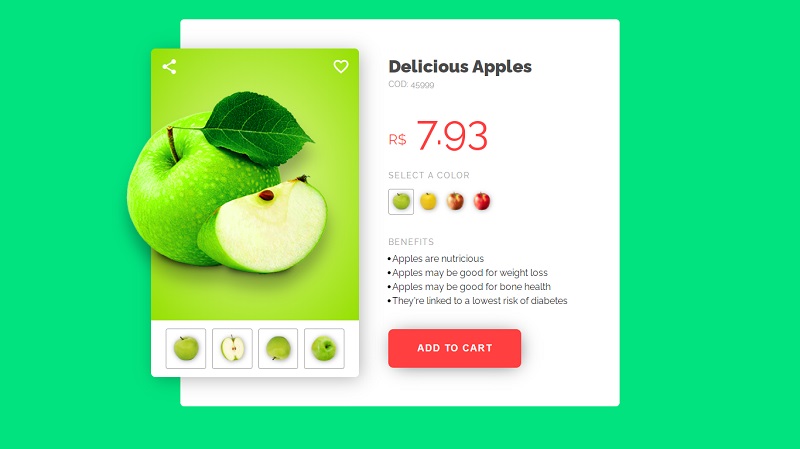 Delicious Apples
COD: 45999
R$ 7.93
SELECT A COLOR
BENEFITS
•Apples are nutricious
•Apples may be good for weight loss
•Apples may be good for bone health
•They're linked to a lowest risk of diabetes
ADD TO CART